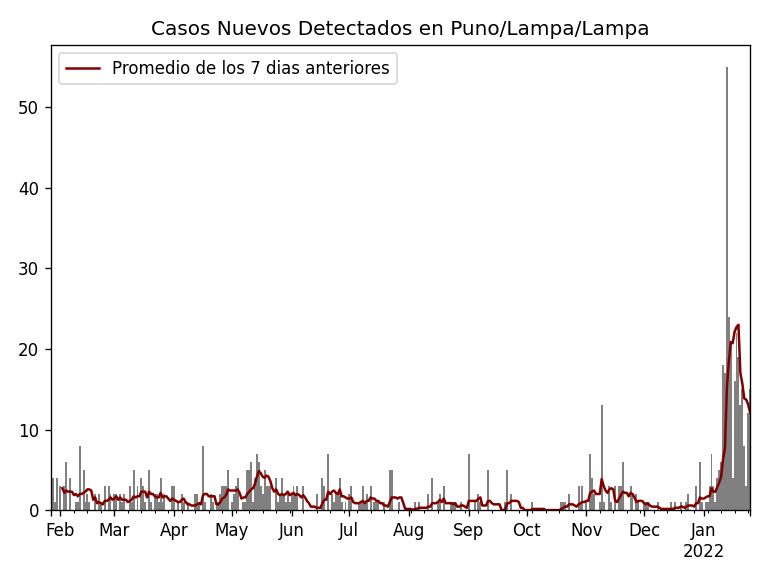 Casos Nuevos Detectados en Puno/Lampa/Lampa
Promedio de los 7 dias anteriores
50
40
30
20
10
0
Feb Mar Apr May Jun Jul Aug Sep Oct Nov Dec Jan
2022